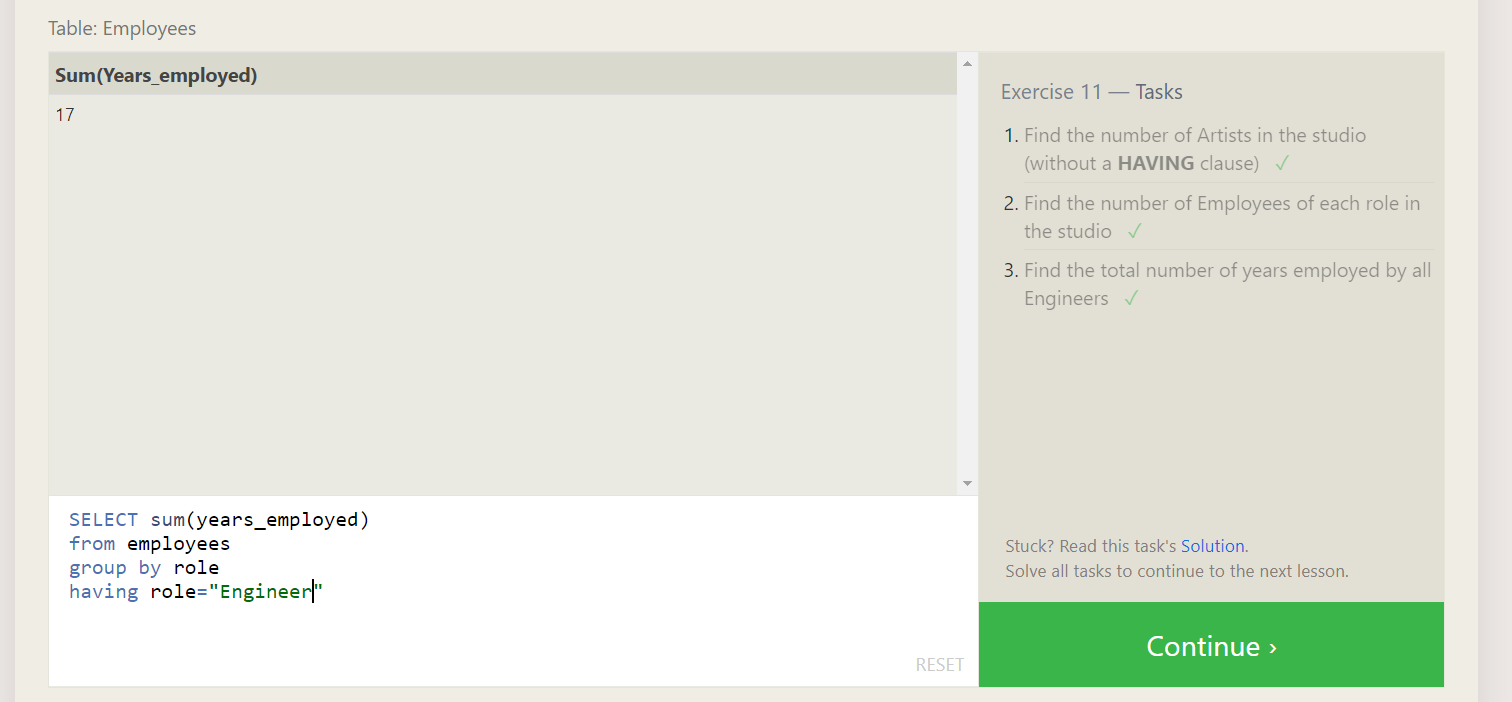 Table: Employees
Sum(Years_employed)
17
SELECT sum(years_employed)
from employees
group by role
having role="Engineer"
RESET
Exercise 11 — Tasks
1. Find the number of Artists in the studio
(without a HAVING clause) ✓
2. Find the number of Employees of each role in
the studio ✓
3. Find the total number of years employed by all
Engineers ✓
Stuck? Read this task's Solution.
Solve all tasks to continue to the next lesson.
Continue ›